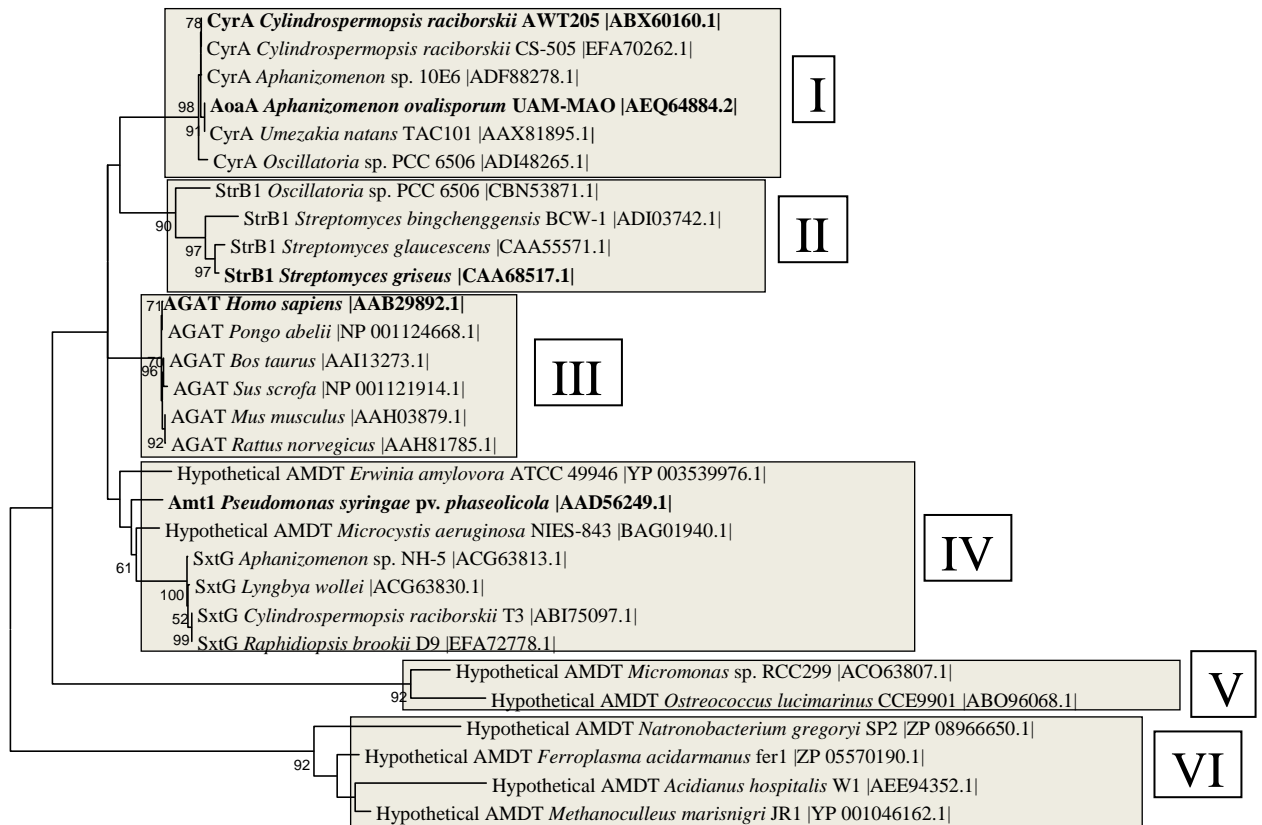 78 CyrA Cylindrospermopsis raciborskii AWT205 |ABX60160.1|
CyrA Cylindrospermopsis raciborskii CS-505 |EFA70262.1|
CyrA Aphanizomenon sp. 10E6 |ADF88278.1|
I
98 AoaA Aphanizomenon ovalisporum UAM-MAO |AEQ64884.2|
91 CyrA Umezakia natans TAC101 |AAX81895.1|
CyrA Oscillatoria sp. PCC 6506 |ADI48265.1|
StrB1 Oscillatoria sp. PCC 6506 |CBN53871.1|
90 StrB1 Streptomyces bingchenggensis BCW-1 |ADI03742.1|
II
97 StrB1 Streptomyces glaucescens |CAA55571.1|
97 StrB1 Streptomyces griseus |CAA68517.1|
71 AGAT Homo sapiens |AAB29892.1|
AGAT Pongo abelii |NP 001124668.1|
70 AGAT Bos taurus |AAI13273.1|
96
III
AGAT Sus scrofa |NP 001121914.1|
AGAT Mus musculus |AAH03879.1|
92 AGAT Rattus norvegicus |AAH81785.1|
Hypothetical AMDT Erwinia amylovora ATCC 49946 |YP 003539976.1|
Amt1 Pseudomonas syringae pv. phaseolicola |AAD56249.1|
Hypothetical AMDT Microcystis aeruginosa NIES-843 |BAG01940.1|
IV
61 SxtG Aphanizomenon sp. NH-5 |ACG63813.1|
100 SxtG Lyngbya wollei |ACG63830.1|
52 SxtG Cylindrospermopsis raciborskii T3 |ABI75097.1|
99 SxtG Raphidiopsis brookii D9 |EFA72778.1|
Hypothetical AMDT Micromonas sp. RCC299 |ACO63807.1|
V
92 Hypothetical AMDT Ostreococcus lucimarinus CCE9901 |ABO96068.1|
Hypothetical AMDT Natronobacterium gregoryi SP2 |ZP 08966650.1|
92 Hypothetical AMDT Ferroplasma acidarmanus fer1 |ZP 05570190.1|
VI
Hypothetical AMDT Acidianus hospitalis W1 |AEE94352.1|
Hypothetical AMDT Methanoculleus marisnigri JR1 |YP 001046162.1|